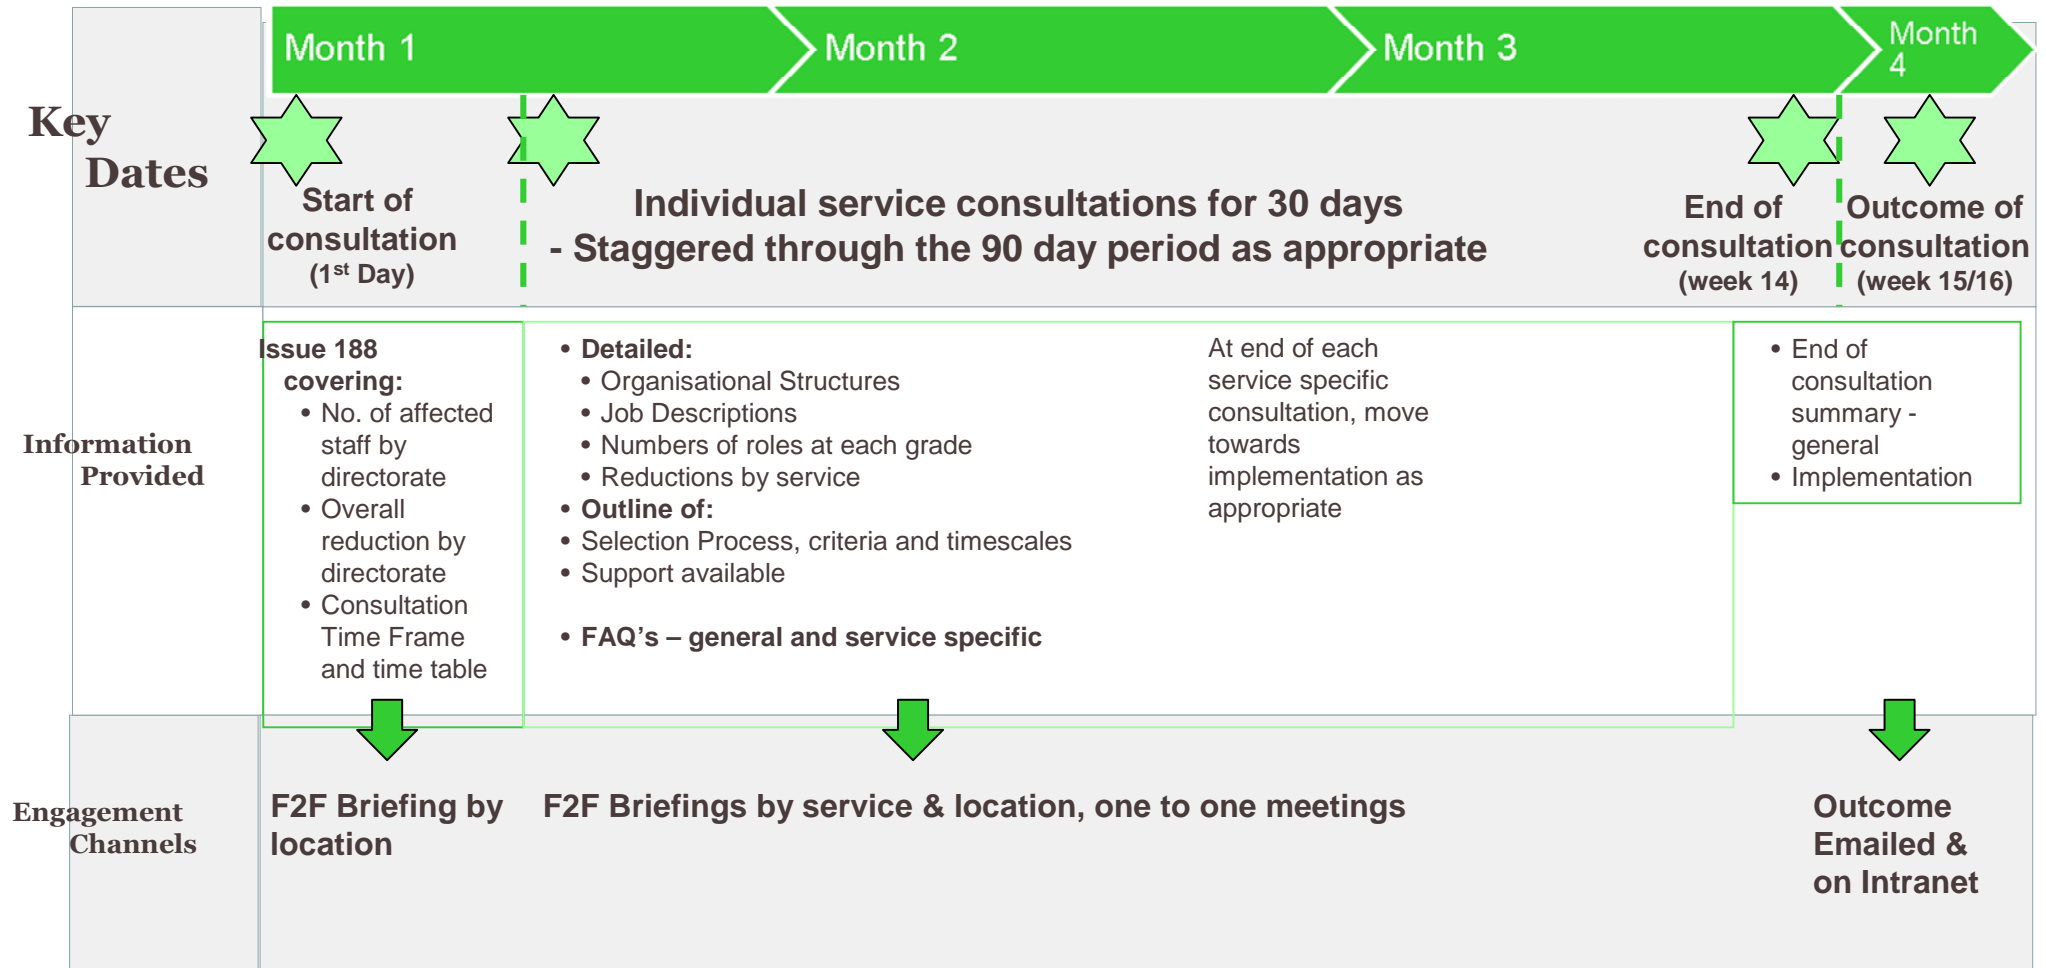 Month 1
Month 2
Month 3
Month
4
Key
Dates
Start of
consultation
(1st Day)
Individual service consultations for 30 days
- Staggered through the 90 day period as appropriate
End of
consultation
(week 14)
Outcome of
consultation
(week 15/16)
Information
Provided
Issue 188
covering:
• No. of affected
staff by
directorate
• Overall
reduction by
directorate
• Consultation
Time Frame
and time table
• Detailed:
• Organisational Structures
• Job Descriptions
• Numbers of roles at each grade
• Reductions by service
• Outline of:
• Selection Process, criteria and timescales
• Support available
• FAQ's – general and service specific
At end of each
service specific
consultation, move
towards
implementation as
appropriate
• End of
consultation
summary -
general
• Implementation
Engagement
Channels
F2F Briefing by
location
F2F Briefings by service & location, one to one meetings
Outcome
Emailed &
on Intranet